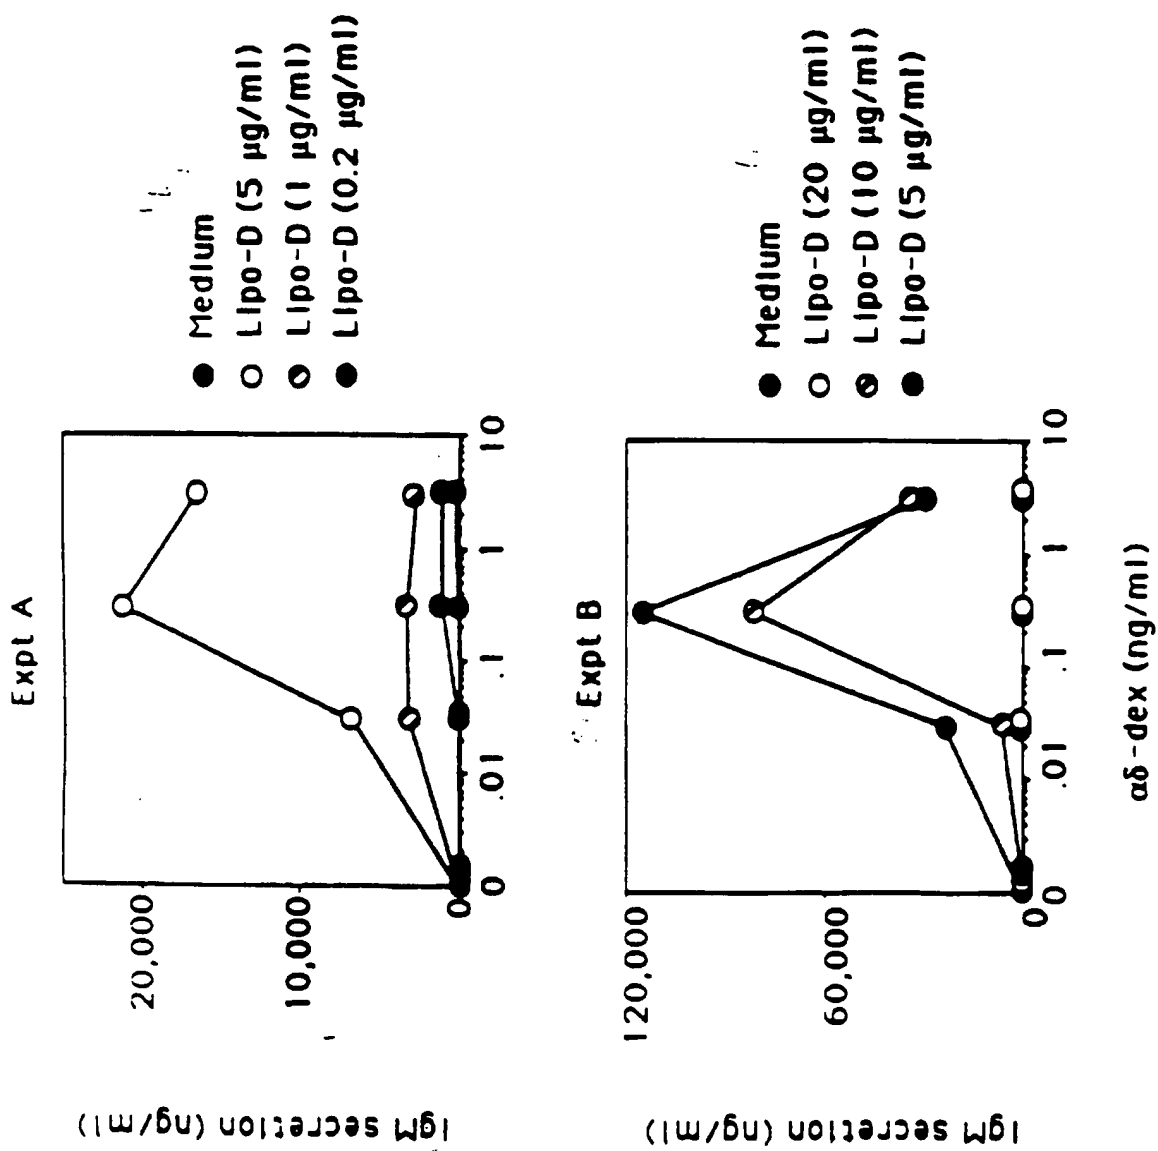 Expt A
20,000
10,000
0
0
.01
.1
1
10
IgM secretion (ng/ml)
Medium
Lipo-D (5 µg/ml)
Lipo-D (1 µg/ml)
Lipo-D (0.2 µg/ml)
Expt B
120,000
60,000
0
0
.01
.1
1
10
IgM secretion (ng/ml)
αδ-dex (ng/ml)
Medium
Lipo-D (20 µg/ml)
Lipo-D (10 µg/ml)
Lipo-D (5 µg/ml)